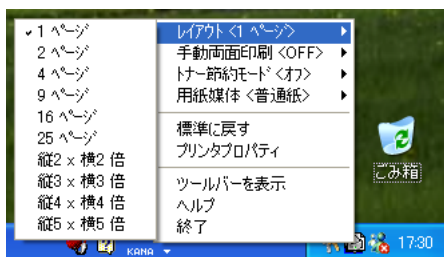 ✓1 ページ
2 ページ
4 ページ
9 ページ
16 ページ
25 ページ
縦2 x 横2 倍
縦3 x 横3 倍
縦4 x 横4 倍
縦5 x 横5 倍
レイアウト <1 ページ>
手動両面印刷 <OFF>
トナー節約モード <オフ>
用紙媒体 <普通紙>
標準に戻す
プリンタプロパティ
ツールバーを表示
ヘルプ
終了
ごみ箱
KANA
17:30